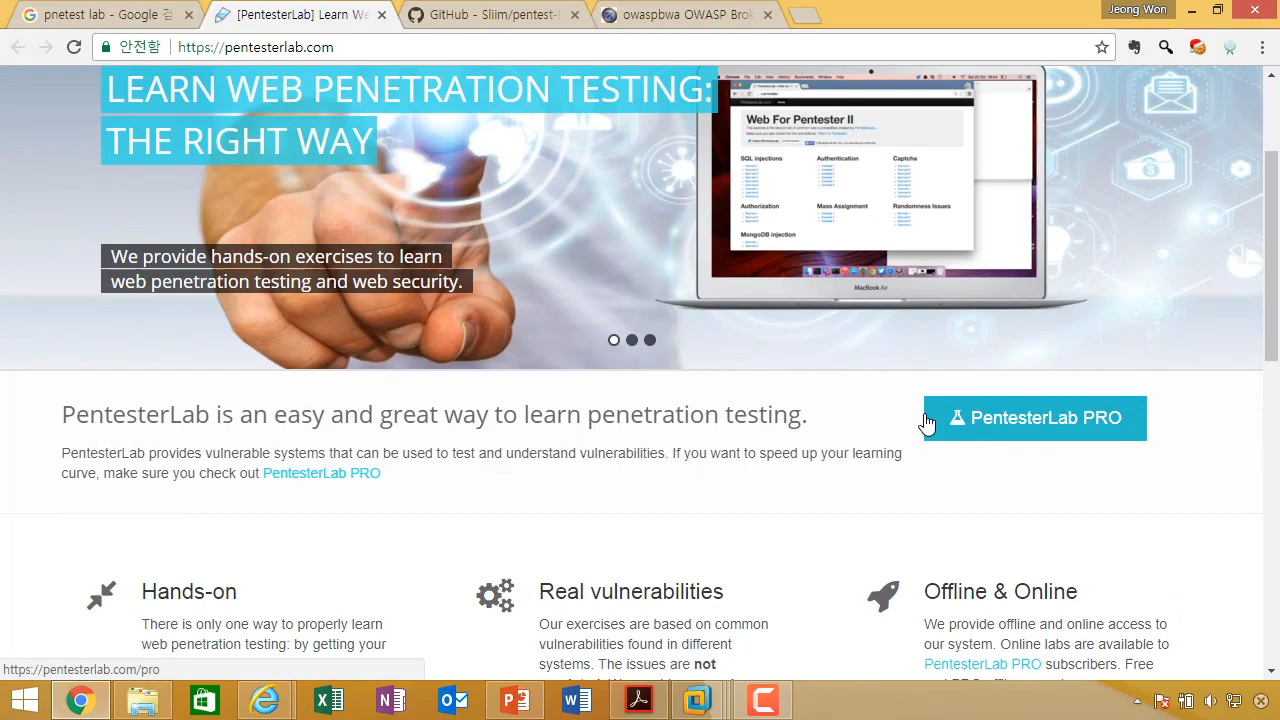 pentest lab - Google 검
[PentesterLab] Learn We
GitHub - Sliim/pentest-l
owaspbwa OWASP Brok
Jeong Won
안전함
https://pentesterlab.com
LEARN WEB PENETRATION TESTING:
THE RIGHT WAY
We provide hands-on exercises to learn
web penetration testing and web security.
Web For Pentester II
SQL injections
Authentication
Captcha
Authorization
Mass Assignment
Randomness Issues
MongoDB injection
MacBook Air
PentesterLab is an easy and great way to learn penetration testing.
PentesterLab PRO
PentesterLab provides vulnerable systems that can be used to test and understand vulnerabilities. If you want to speed up your learning
curve, make sure you check out PentesterLab PRO
Hands-on
There is only one way to properly learn
web penetration testing: by getting your
Real vulnerabilities
Our exercises are based on common
vulnerabilities found in different
systems. The issues are not
Offline & Online
We provide offline and online access to
our system. Online labs are available to
PentesterLab PRO subscribers. Free
https://pentesterlab.com/pro